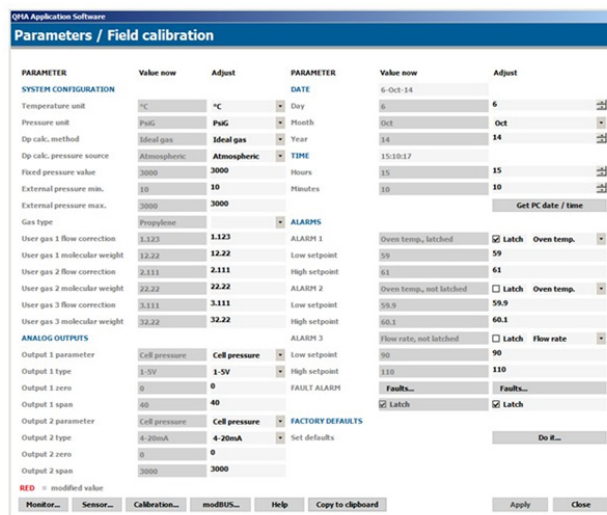 QMA Application Software
Parameters / Field calibration
PARAMETER Value now Adjust
SYSTEM CONFIGURATION
Temperature unit °C °C
Pressure unit PsiG PsiG
Dp calc. method Ideal gas Ideal gas
Dp calc. pressure source Atmospheric Atmospheric
Fixed pressure value 3000 3000
External pressure min. 10 10
External pressure max. 3000 3000
Gas type Propylene
User gas 1 flow correction 1.123 1.123
User gas 1 molecular weight 12.22 12.22
User gas 2 flow correction 2.111 2.111
User gas 2 molecular weight 22.22 22.22
User gas 3 flow correction 3.111 3.111
User gas 3 molecular weight 32.22 32.22
ANALOG OUTPUTS
Output 1 parameter Cell pressure Cell pressure
Output 1 type 1-5V 1-5V
Output 1 zero 0 0
Output 1 span 40 40
Output 2 parameter Cell pressure Cell pressure
Output 2 type 4-20mA 4-20mA
Output 2 zero 0 0
Output 2 span 3000 3000
RED = modified value
PARAMETER Value now Adjust
DATE 6-Oct-14
Day 6 6
Month Oct Oct
Year 14 14
TIME 15:10:17
Hours 15 15
Minutes 10 10
Get PC date / time
ALARMS
ALARM 1 Oven temp., latched Latch Oven temp.
Low setpoint 59 59
High setpoint 61 61
ALARM 2 Oven temp., not latched Latch Oven temp.
Low setpoint 59.9 59.9
High setpoint 60.1 60.1
ALARM 3 Flow rate, not latched Latch Flow rate
Low setpoint 90 90
High setpoint 110 110
FAULT ALARM Faults... Faults...
Latch Latch
FACTORY DEFAULTS
Set defaults Do it...
Monitor... Sensor... Calibration... modBUS... Help Copy to clipboard Apply Close